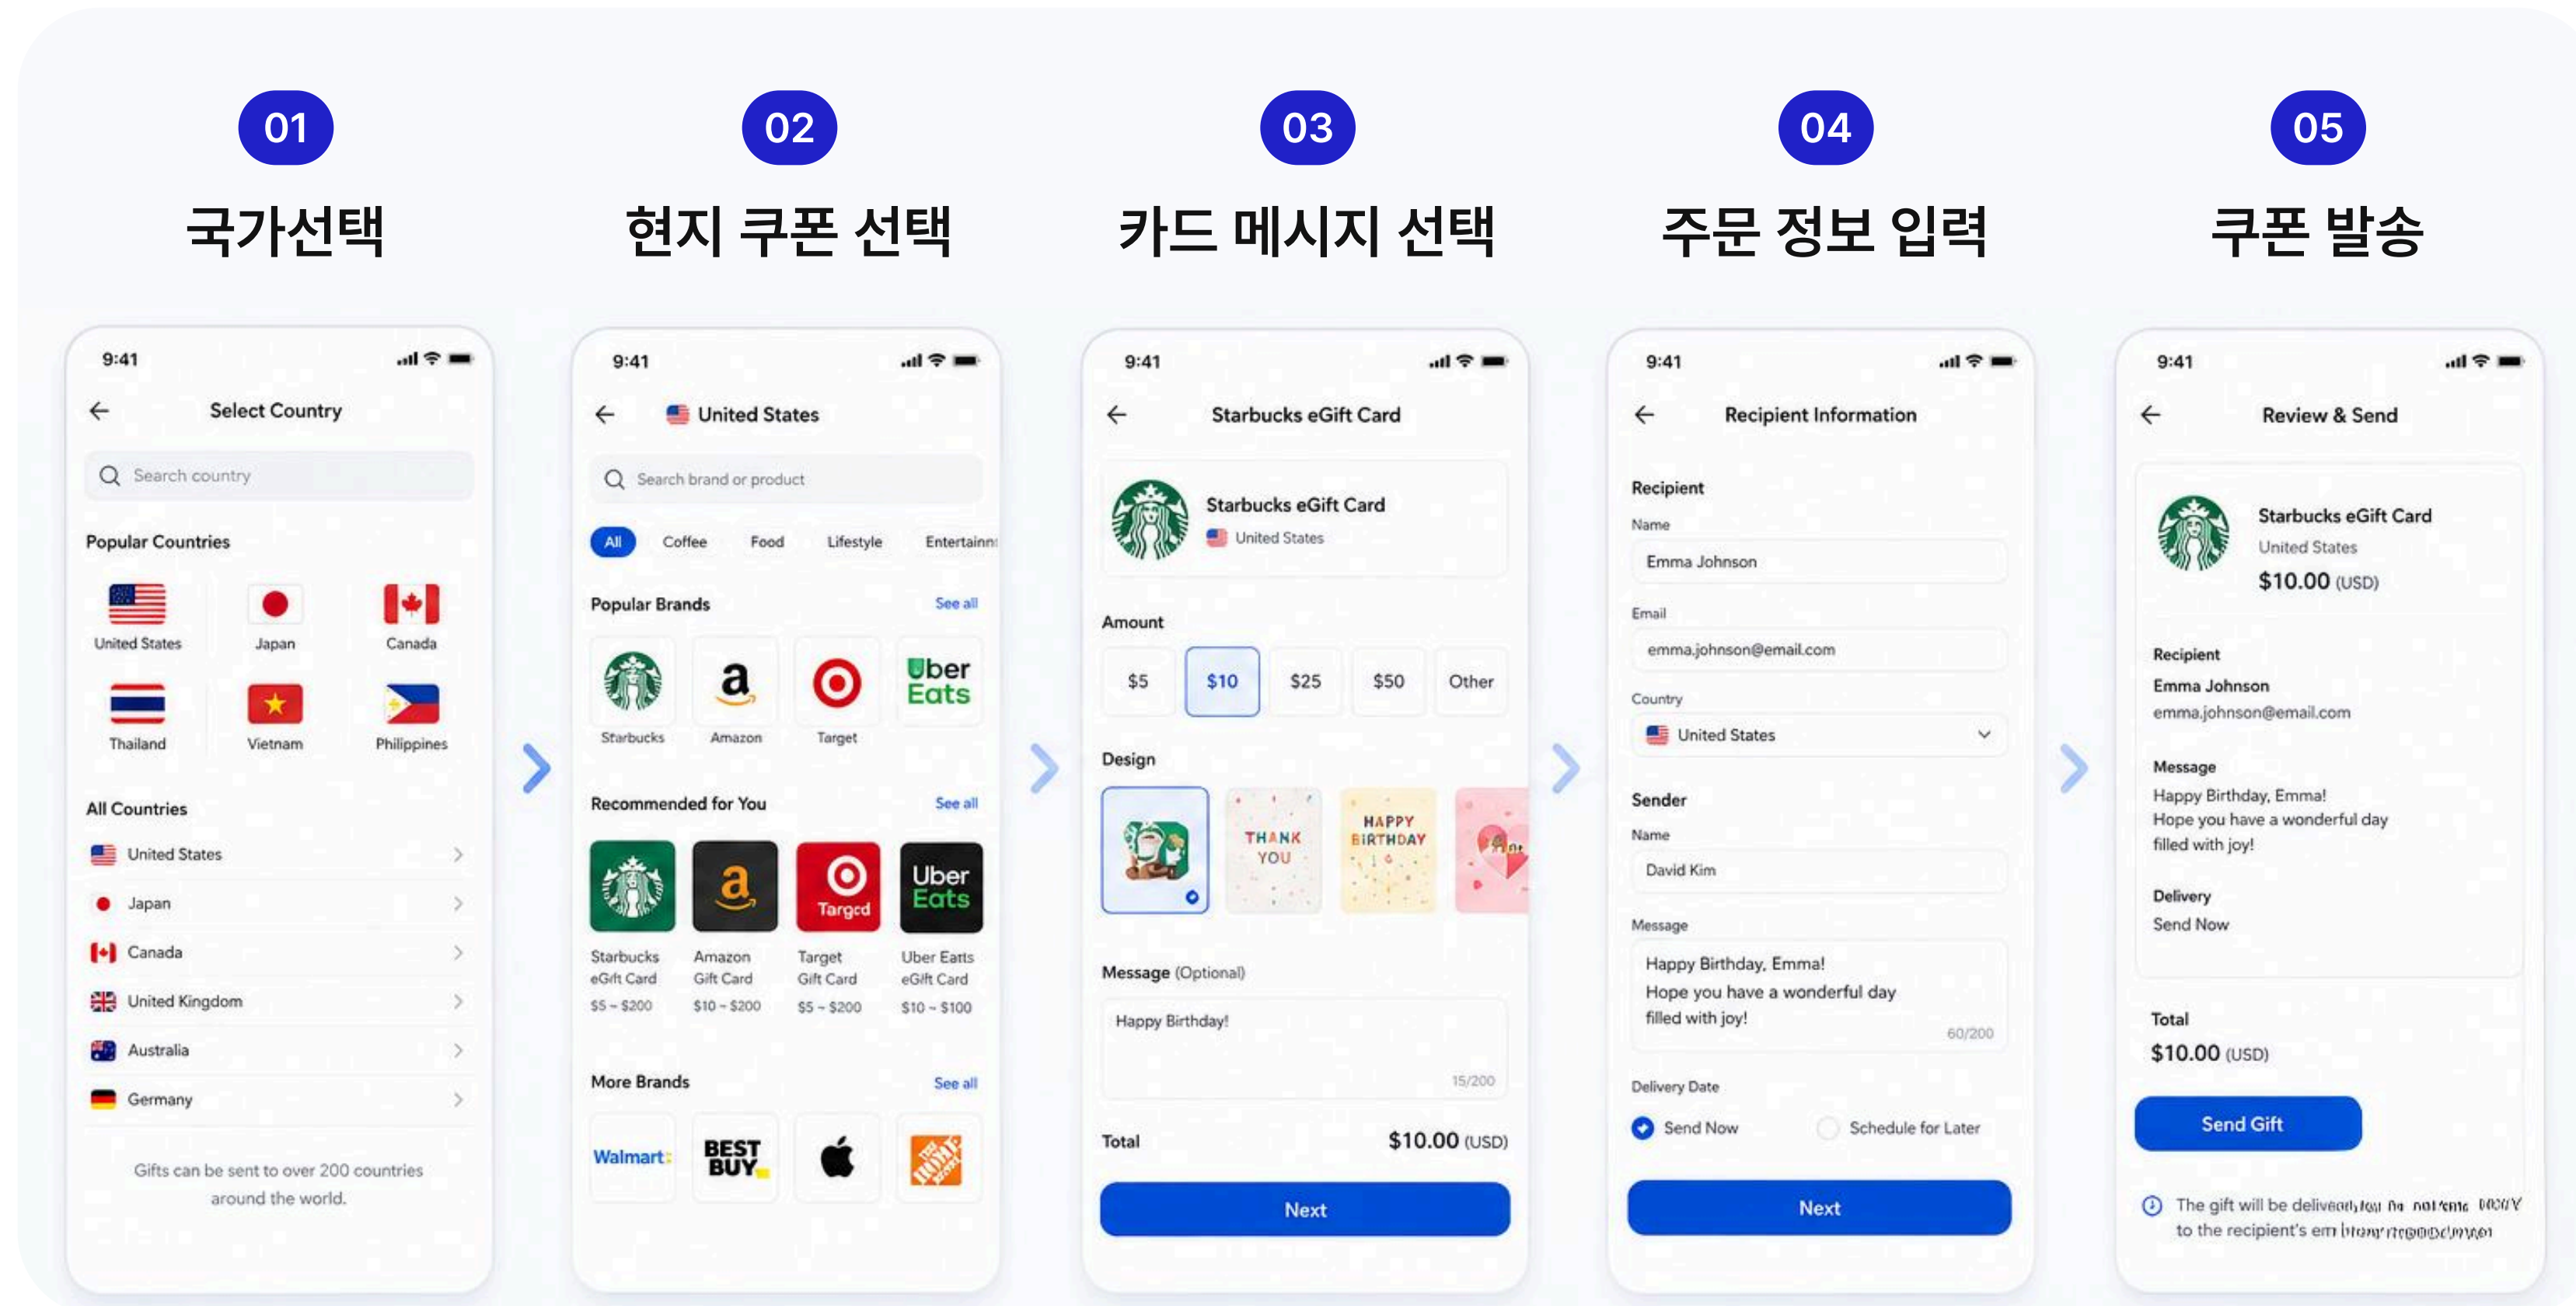 01
국가선택
9:41
Select Country
Search country
Popular Countries
United States
Japan
Canada
Thailand
Vietnam
Philippines
All Countries
United States
Japan
Canada
United Kingdom
Australia
Germany
Gifts can be sent to over 200 countries
around the world.
02
현지 쿠폰 선택
9:41
United States
Search brand or product
All Coffee Food Lifestyle
Popular Brands See all
a
Uber
Eats
Starbucks Amazon Target
Recommended for You See all
a
Targcd
Uber
Eats
Starbucks
eGift Card
$5 ~ $200
Amazon
Gift Card
$10 ~ $200
Target
Gift Card
$5 ~ $200
Uber Eatts
eGift Card
$10 ~ $100
More Brands See all
Walmart
BEST
BUY
THE
HOME
03
카드 메시지 선택
9:41
Starbucks eGift Card
Starbucks eGift Card
United States
Amount
$5 $10 $25 $50 Other
Design
THANK
YOU
HAPPY
BIRTHDAY
Message (Optional)
Happy Birthday!
15/200
Total $10.00 (USD)
Next
04
주문 정보 입력
9:41
Recipient Information
Recipient
Name
Emma Johnson
Email
emma.johnson@email.com
Country
United States
Sender
Name
David Kim
Message
Happy Birthday, Emma!
Hope you have a wonderful day
filled with joy!
60/200
Delivery Date
Send Now Schedule for Later
Next
05
쿠폰 발송
9:41
Review & Send
Starbucks eGift Card
United States
$10.00 (USD)
Recipient
Emma Johnson
emma.johnson@email.com
Message
Happy Birthday, Emma!
Hope you have a wonderful day
filled with joy!
Delivery
Send Now
Total
$10.00 (USD)
Send Gift
The gift will be
to the recipient's